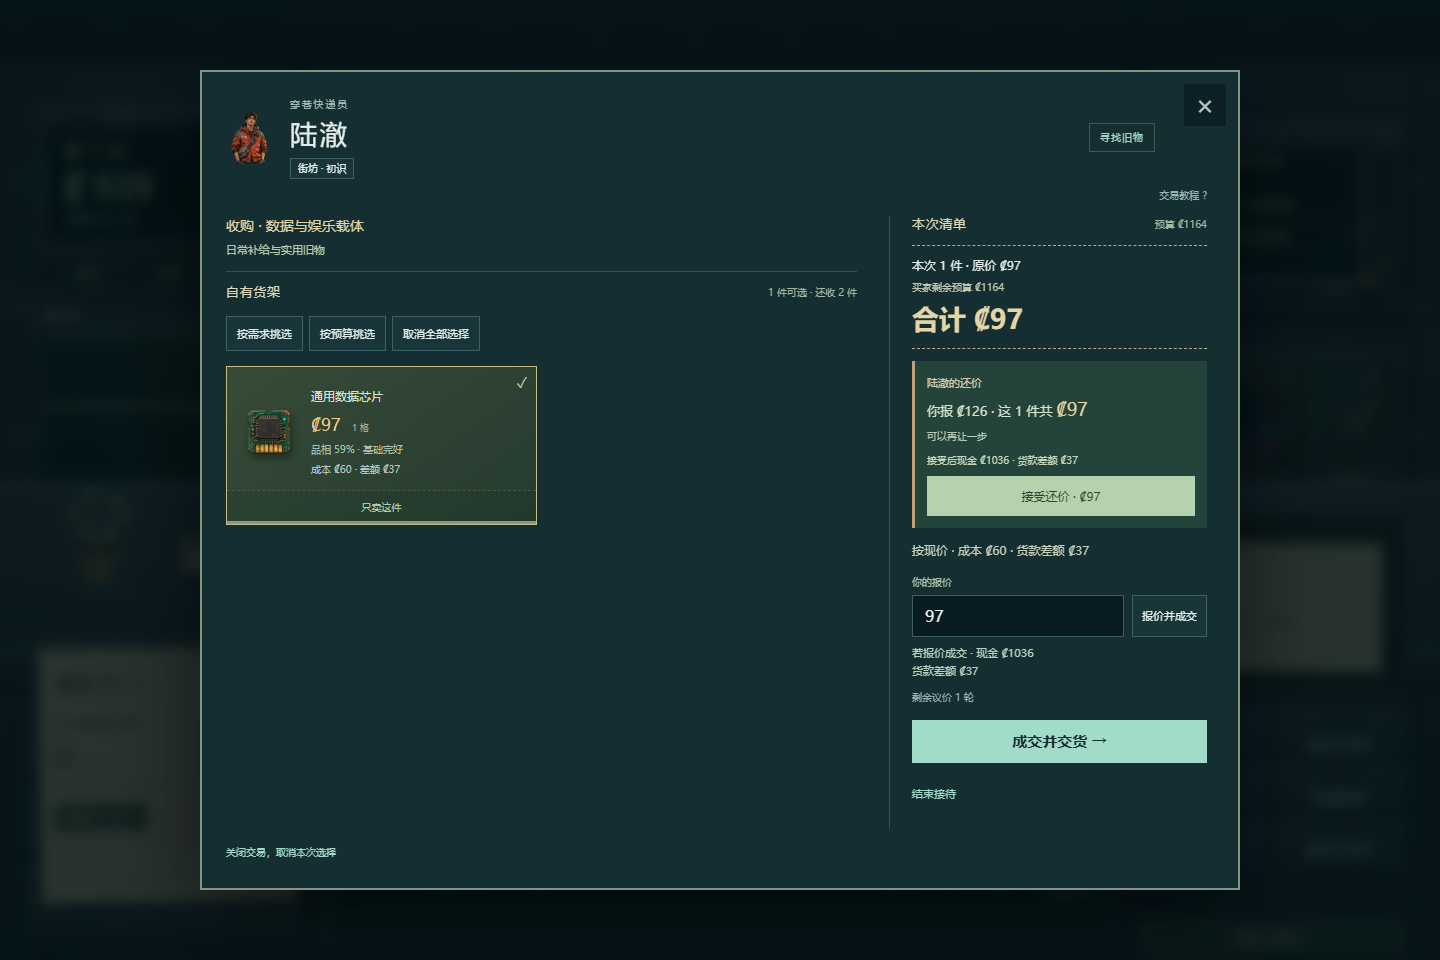 穿巷快递员
陆澈
街坊 · 初识
寻找旧物
×
交易教程 ?
收购 · 数据与娱乐载体
日常补给与实用旧物
自有货架
1 件可选 · 还收 2 件
按需求挑选
按预算挑选
取消全部选择
通用数据芯片
₡97 1 格
品相 59% · 基础完好
成本 ₡60 · 差额 ₡37
只卖这件
本次清单
预算 ₡1164
本次 1 件 · 原价 ₡97
买家剩余预算 ₡1164
合计 ₡97
陆澈的还价
你报 ₡126 · 这 1 件共 ₡97
可以再让一步
接受后现金 ₡1036 · 货款差额 ₡37
接受还价 · ₡97
按现价 · 成本 ₡60 · 货款差额 ₡37
你的报价
97
报价并成交
若报价成交 · 现金 ₡1036
货款差额 ₡37
剩余议价 1 轮
成交并交货 →
结束接待
关闭交易，取消本次选择